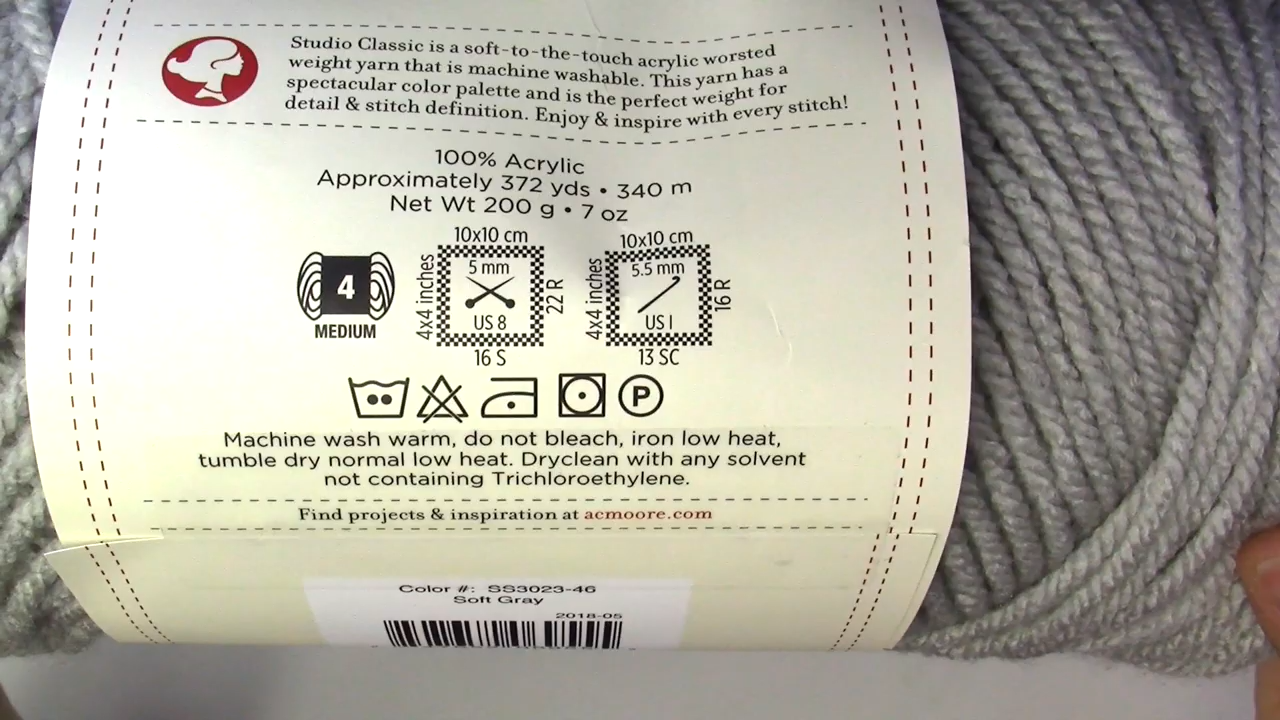 Studio Classic is a soft-to-the-touch acrylic worsted
weight yarn that is machine washable. This yarn has a
spectacular color palette and is the perfect weight for
detail & stitch definition. Enjoy & inspire with every stitch!
100% Acrylic
Approximately 372 yds • 340 m
Net Wt 200 g • 7 oz
4
MEDIUM
10x10 cm
4x4 inches
5 mm
US 8
22 R
16 S
10x10 cm
4x4 inches
5.5 mm
US I
16 R
13 SC
P
Machine wash warm, do not bleach, iron low heat,
tumble dry normal low heat. Dryclean with any solvent
not containing Trichloroethylene.
Find projects & inspiration at acmoore.com
Color #: SS3023-46
Soft Gray
2018-05